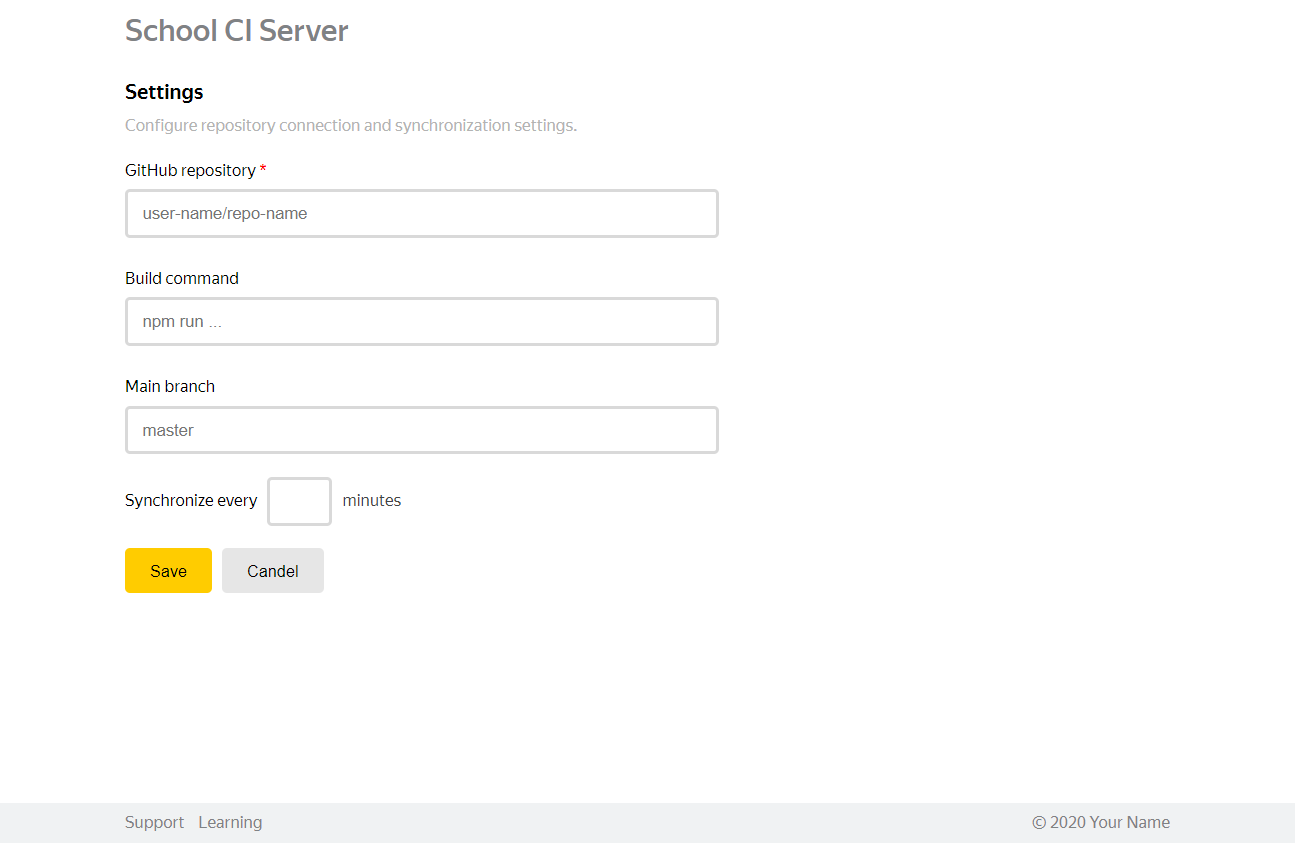 School CI Server
Settings
Configure repository connection and synchronization settings.
GitHub repository *
user-name/repo-name
Build command
npm run ...
Main branch
master
Synchronize every minutes
Save Candel
Support Learning © 2020 Your Name